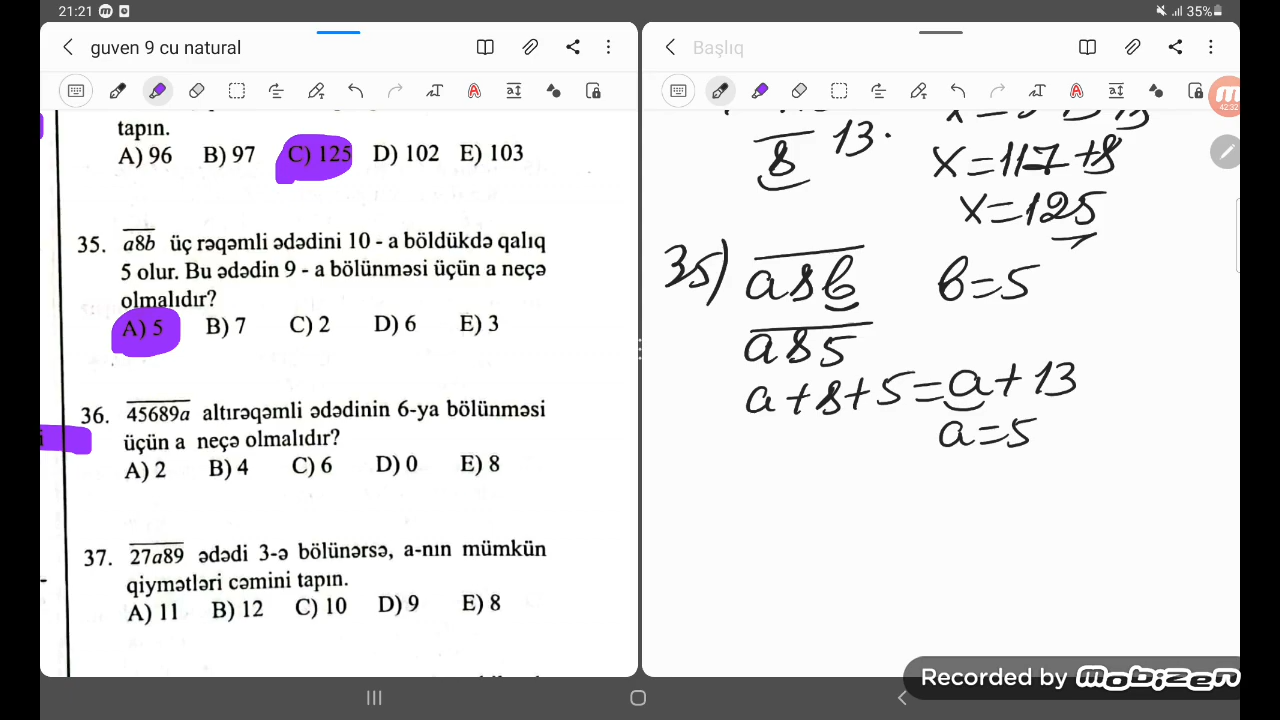 21:21
35%
guven 9 cu natural
Başlıq
42:32
tapın.
A) 96 B) 97 C) 125 D) 102 E) 103
35. a8b üç rəqəmli ədədini 10 - a böldükdə qalıq
5 olur. Bu ədədin 9 - a bölünməsi üçün a neçə
olmalıdır?
A) 5 B) 7 C) 2 D) 6 E) 3
36. 45689a altırəqəmli ədədinin 6-ya bölünməsi
üçün a neçə olmalıdır?
A) 2 B) 4 C) 6 D) 0 E) 8
37. 27a89 ədədi 3-ə bölünərsə, a-nın mümkün
qiymətləri cəmini tapın.
A) 11 B) 12 C) 10 D) 9 E) 8
8 13.
x=117+8
x=125
35) a8b b=5
a85
a+8+5=a+13
a=5
Recorded by mobizen